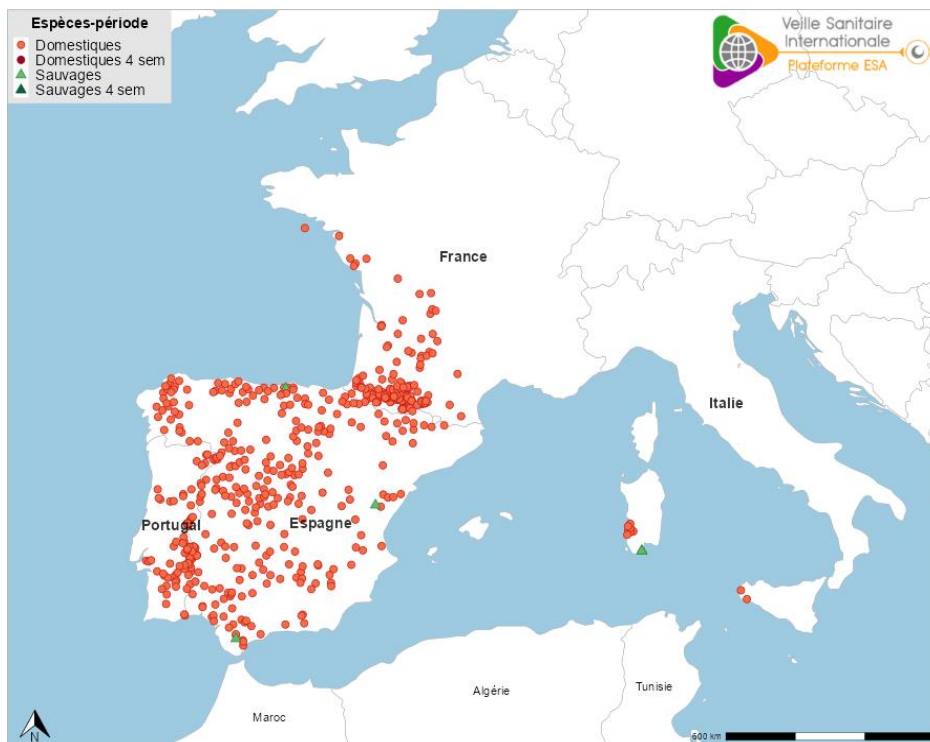 Espèces-période
Domestiques
Domestiques 4 sem
Sauvages
Sauvages 4 sem
Veille Sanitaire
Internationale
Plateforme ESA
France
Italie
Portugal
Espagne
Algérie
Tunisie
Maroc
N
600 km